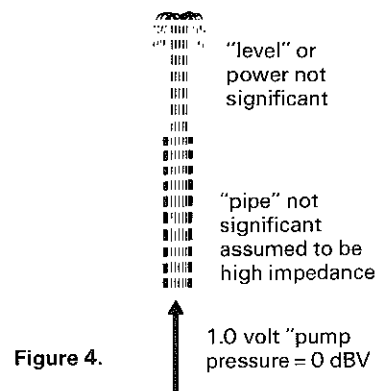 "level" or
power not
significant
"pipe" not
significant
assumed to be
high impedance
1.0 volt "pump
pressure = 0 dBV
Figure 4.